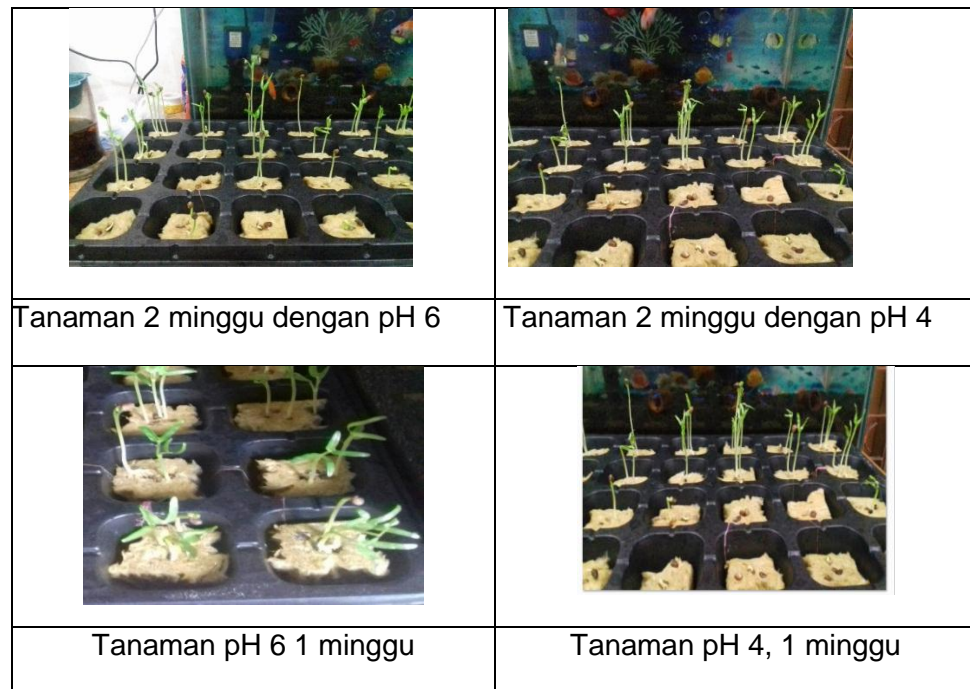 Tanaman 2 minggu dengan pH 6
Tanaman 2 minggu dengan pH 4
Tanaman pH 6 1 minggu
Tanaman pH 4, 1 minggu